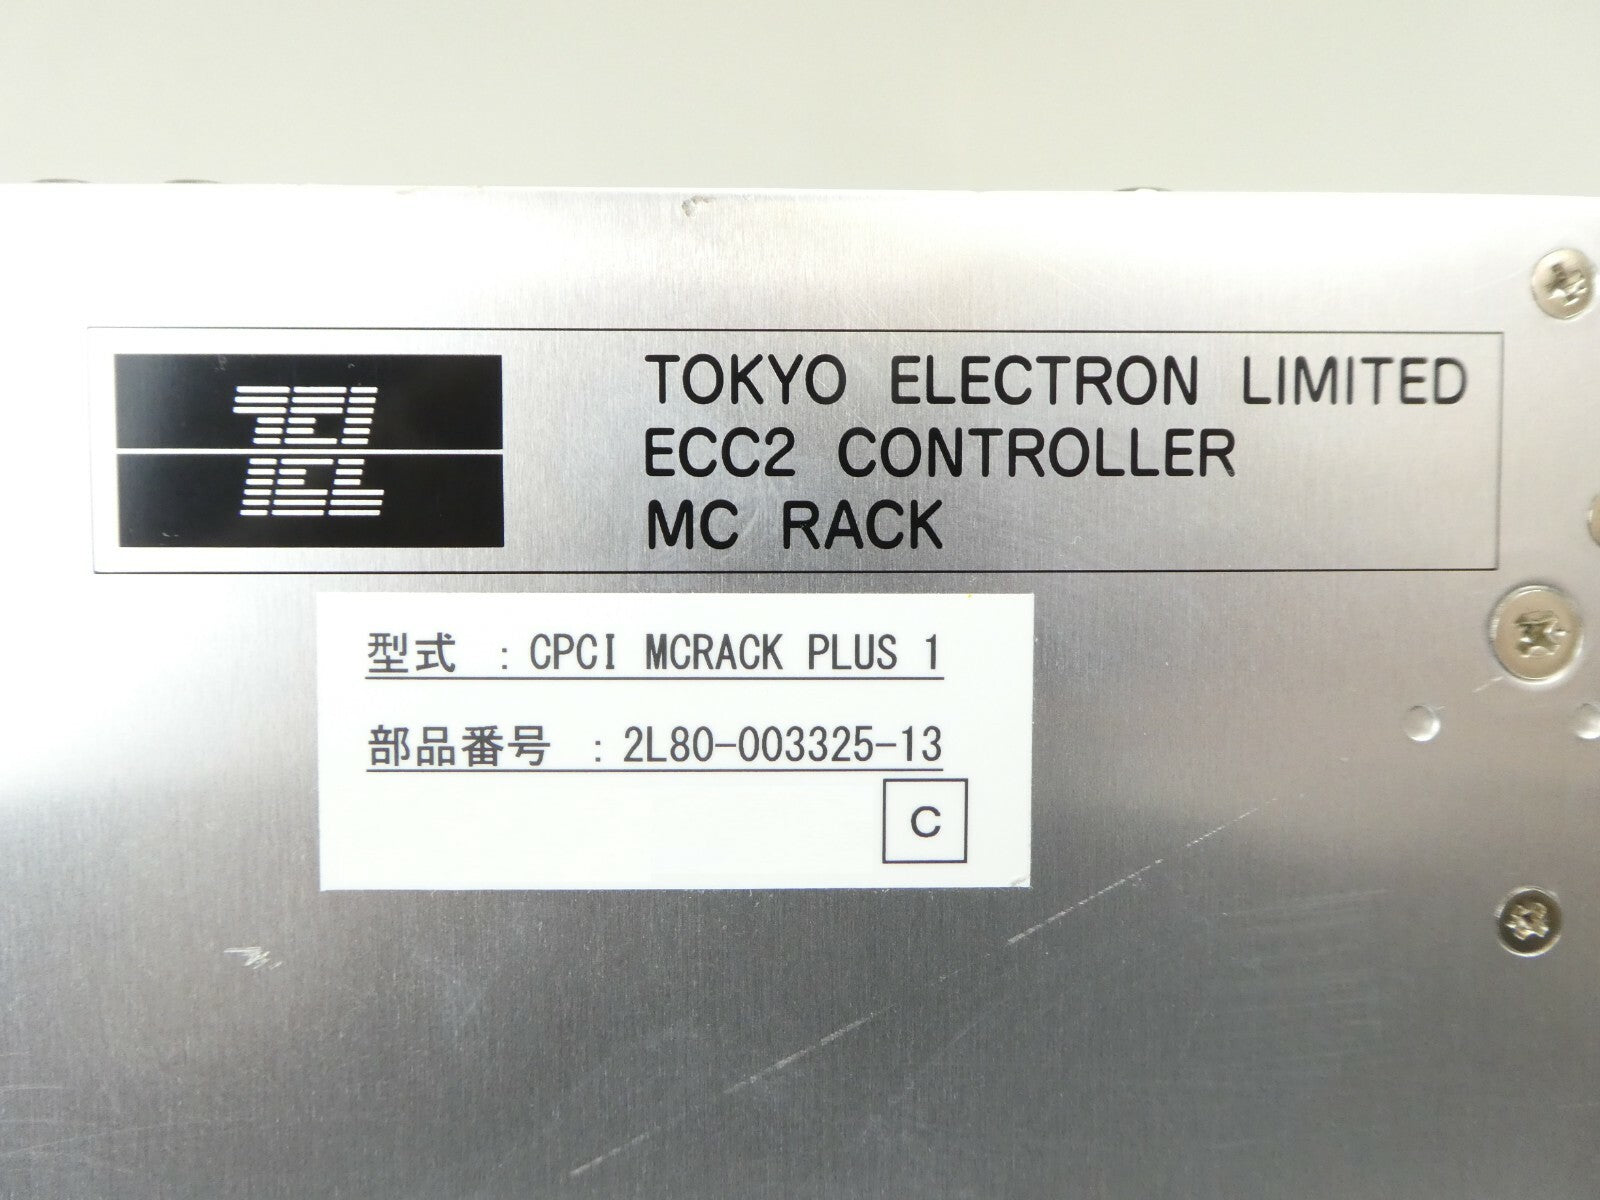 TEL
TOKYO ELECTRON LIMITED
ECC2 CONTROLLER
MC RACK
型式 : CPCI MCRACK PLUS 1
部品番号 : 2L80-003325-13
C